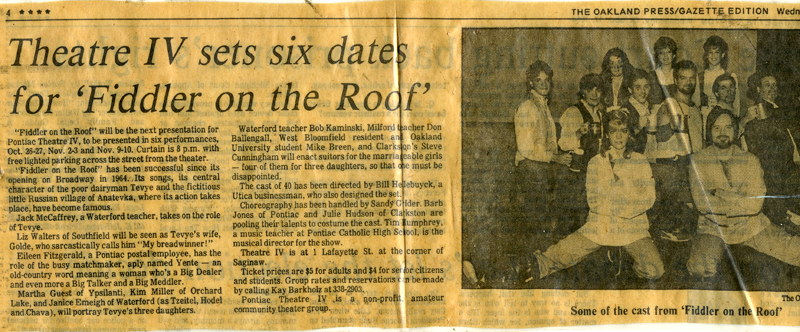 4 ★★★★
THE OAKLAND PRESS/GAZETTE EDITION Wedn
Theatre IV sets six dates
for 'Fiddler on the Roof'
"Fiddler on the Roof" will be the next presentation for
Pontiac Theatre IV, to be presented in six performances,
Oct. 26-27, Nov. 2-3 and Nov. 9-10. Curtain is 8 p.m. with
free lighted parking across the street from the theater.
"Fiddler on the Roof" has been successful since its
opening on Broadway in 1964. Its songs, its central
character of the poor dairyman Tevye and the fictitious
little Russian village of Anatevka, where its action takes
place, have become famous.
Jack McCaffrey, a Waterford teacher, takes on the role
of Tevye.
Liz Walters of Southfield will be seen as Tevye's wife,
Golde, who sarcastically calls him "My breadwinner!"
Eileen Fitzgerald, a Pontiac postal employee, has the
role of the busy matchmaker, aply named Yente — an
old-country word meaning a woman who's a Big Dealer
and even more a Big Talker and a Big Meddler.
Martha Guest of Ypsilanti, Kim Miller of Orchard
Lake, and Janice Emeigh of Waterford (as Tzeitel, Hodel
and Chava), will portray Tevye's three daughters.
Waterford teacher Bob Kaminski, Milford teacher Don
Ballengall, West Bloomfield resident and Oakland
University student Mike Breen, and Clarkston's Steve
Cunningham will enact suitors for the marriageable girls
— four of them for three daughters, so that one must be
disappointed.
The cast of 40 has been directed by Bill Hellebuyck, a
Utica businessman, who also designed the set.
Choreography has been handled by Sandy Grider. Barb
Jones of Pontiac and Julie Hudson of Clarkston are
pooling their talents to costume the cast. Tim Humphrey,
a music teacher at Pontiac Catholic High School, is the
musical director for the show.
Theatre IV is at 1 Lafayette St. at the corner of
Saginaw.
Ticket prices are $5 for adults and $4 for senior citizens
and students. Group rates and reservations can be made
by calling Kay Barkholz at 338-2903.
Pontiac Theatre IV is a non-profit, amateur
community theater group.
The O
Some of the cast from 'Fiddler on the Roof'